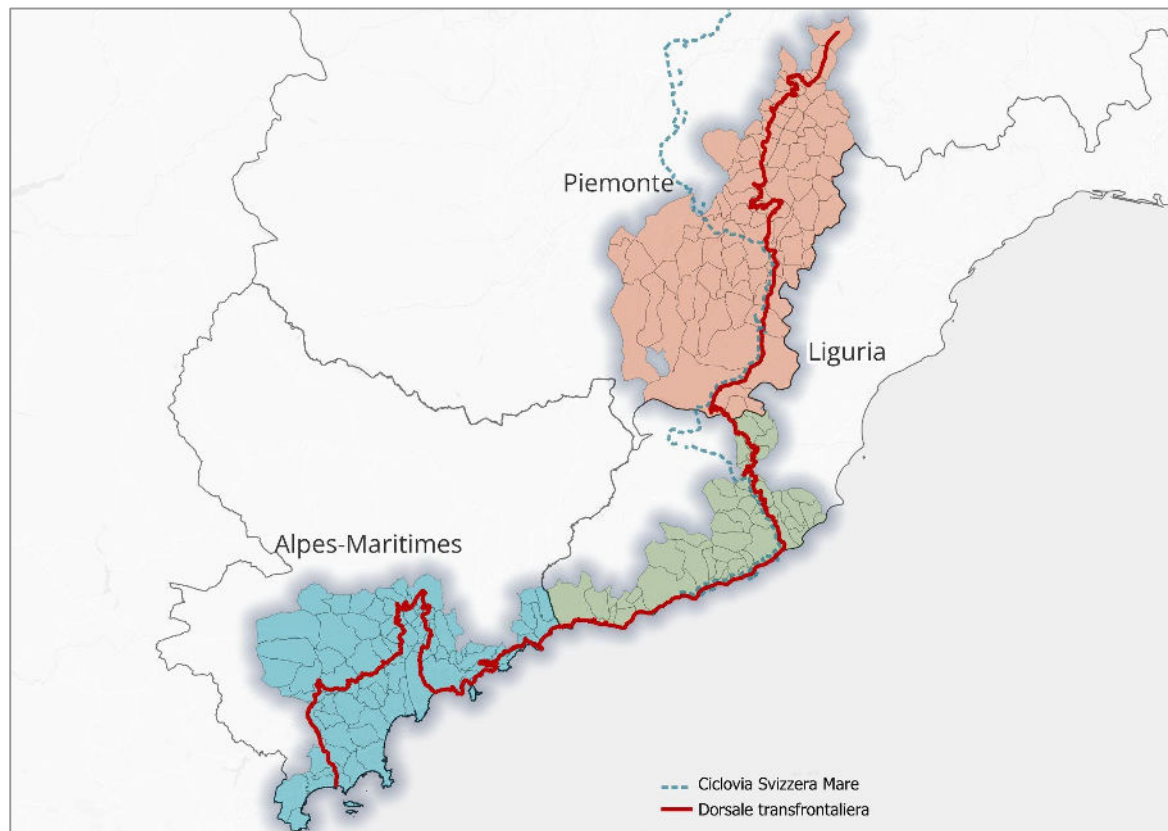 Piemonte
Liguria
Alpes-Maritimes
Ciclovia Svizzera Mare
Dorsale transfrontaliera